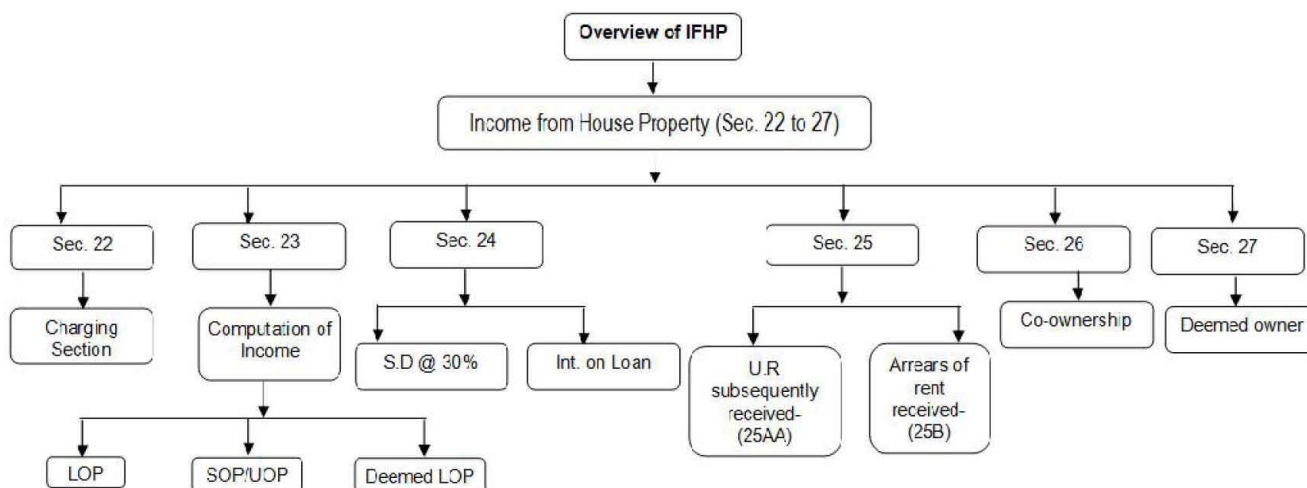 Overview of IFHP
Income from House Property (Sec. 22 to 27)
Sec. 22
Sec. 23
Sec. 24
Sec. 25
Sec. 26
Sec. 27
Charging
Section
Computation of
Income
S.D @ 30%
Int. on Loan
U.R
subsequently
received-
(25AA)
Arrears of
rent
received-
(25B)
Co-ownership
Deemed owner
LOP
SOP/UOP
Deemed LOP